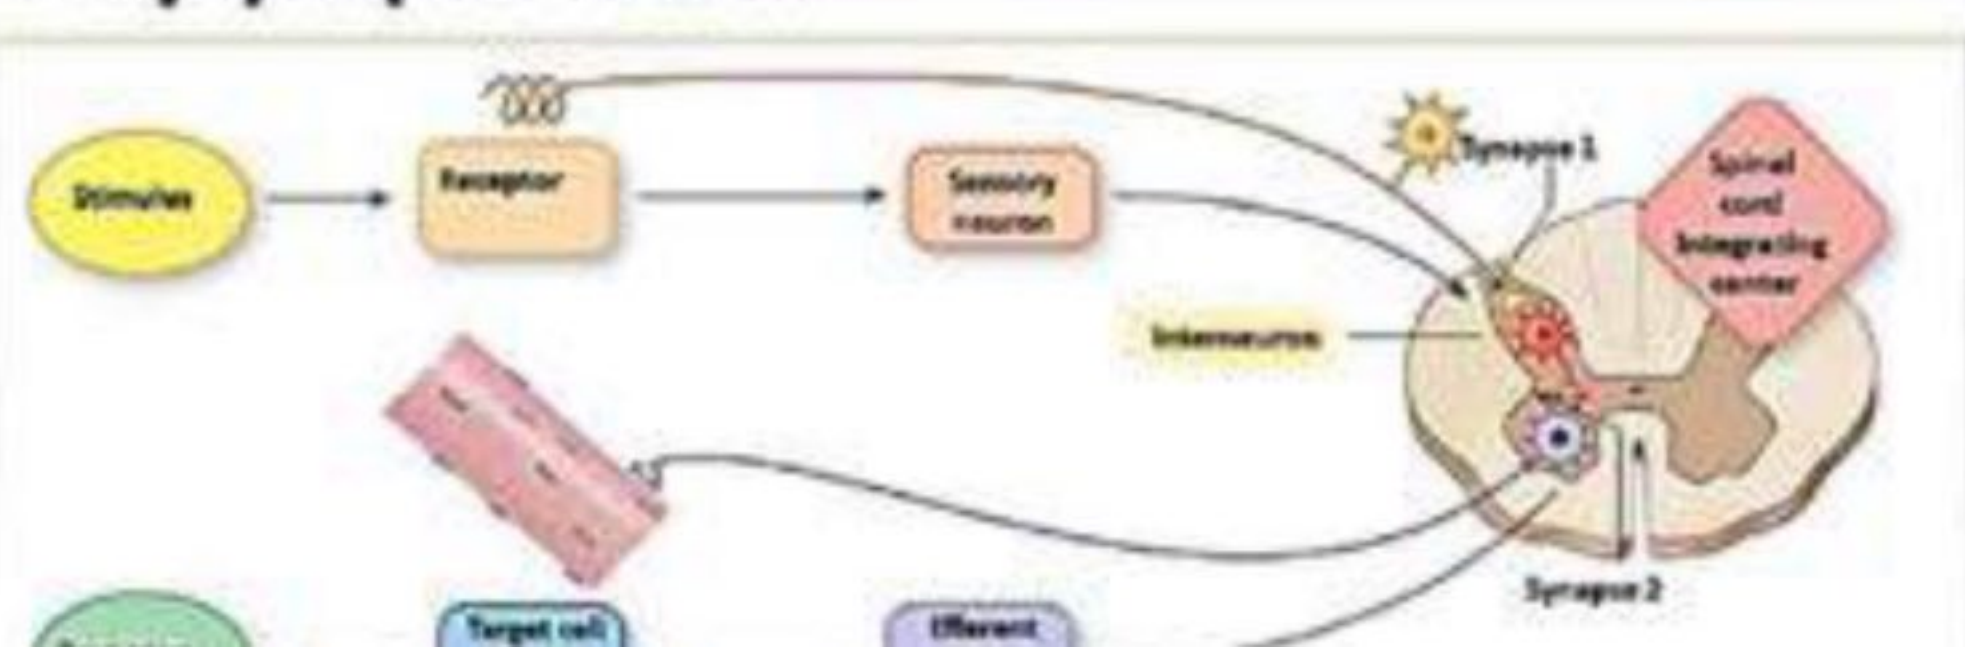 Stimulus
Receptor
Sensory
neuron
Synapse 1
Spinal
cord
Integrating
center
Interneuron
Synapse 2
Target cell
Efferent